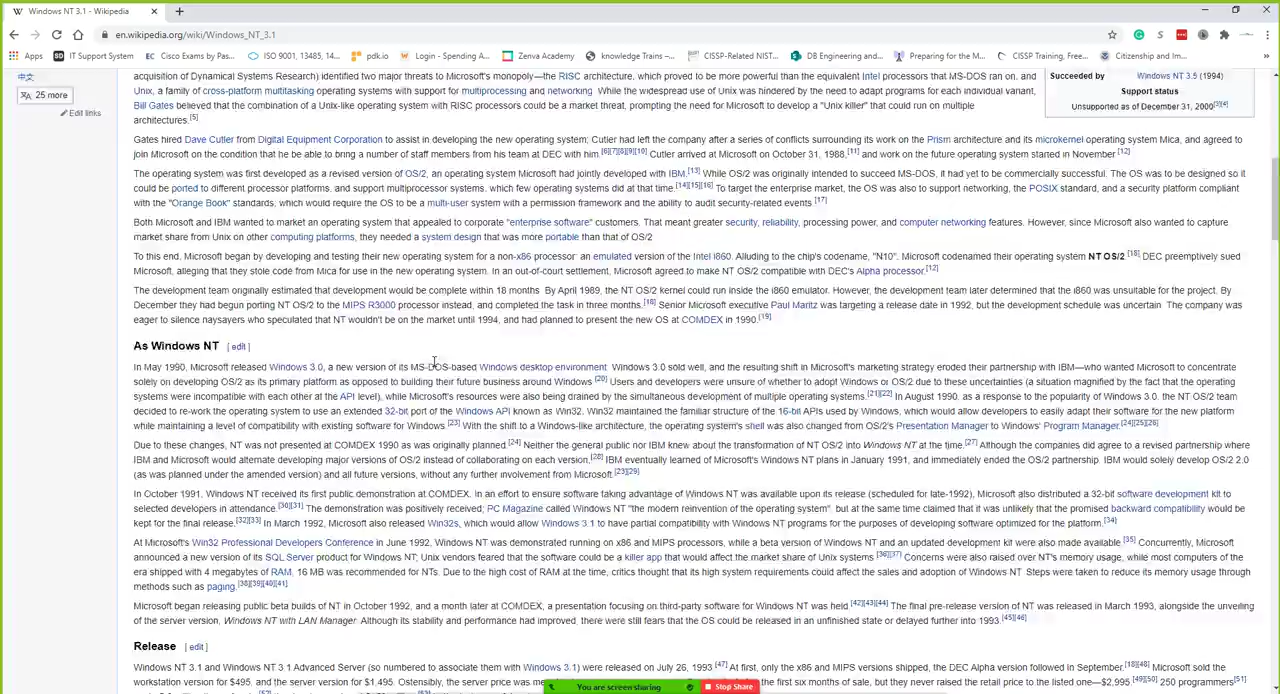 Windows NT 3.1 - Wikipedia
en.wikipedia.org/wiki/Windows_NT_3.1
Apps IT Support System Cisco Exams by Pas... ISO 9001, 13485, 14... pdk.io Login - Spending A... Zenva Academy knowledge Trains –... CISSP-Related NIST... DB Engineering and... Preparing for the M... CISSP Training, Free... Citizenship and Im...
中文
25 more
Edit links
acquisition of Dynamical Systems Research) identified two major threats to Microsoft's monopoly—the RISC architecture, which proved to be more powerful than the equivalent Intel processors that MS-DOS ran on, and
Unix, a family of cross-platform multitasking operating systems with support for multiprocessing and networking While the widespread use of Unix was hindered by the need to adapt programs for each individual variant,
Bill Gates believed that the combination of a Unix-like operating system with RISC processors could be a market threat, prompting the need for Microsoft to develop a "Unix killer" that could run on multiple
architectures.[5]
Succeeded by Windows NT 3.5 (1994)
Support status
Unsupported as of December 31, 2000[3][4]
Gates hired Dave Cutler from Digital Equipment Corporation to assist in developing the new operating system; Cutler had left the company after a series of conflicts surrounding its work on the Prism architecture and its microkernel operating system Mica, and agreed to
join Microsoft on the condition that he be able to bring a number of staff members from his team at DEC with him.[6][7][8][9][10] Cutler arrived at Microsoft on October 31, 1988,[11] and work on the future operating system started in November.[12]
The operating system was first developed as a revised version of OS/2, an operating system Microsoft had jointly developed with IBM.[13] While OS/2 was originally intended to succeed MS-DOS, it had yet to be commercially successful. The OS was to be designed so it
could be ported to different processor platforms, and support multiprocessor systems, which few operating systems did at that time.[14][15][16] To target the enterprise market, the OS was also to support networking, the POSIX standard, and a security platform compliant
with the "Orange Book" standards; which would require the OS to be a multi-user system with a permission framework and the ability to audit security-related events.[17]
Both Microsoft and IBM wanted to market an operating system that appealed to corporate "enterprise software" customers. That meant greater security, reliability, processing power, and computer networking features. However, since Microsoft also wanted to capture
market share from Unix on other computing platforms, they needed a system design that was more portable than that of OS/2
To this end, Microsoft began by developing and testing their new operating system for a non-x86 processor: an emulated version of the Intel i860. Alluding to the chip's codename, "N10", Microsoft codenamed their operating system NT OS/2.[18] DEC preemptively sued
Microsoft, alleging that they stole code from Mica for use in the new operating system. In an out-of-court settlement, Microsoft agreed to make NT OS/2 compatible with DEC's Alpha processor.[12]
The development team originally estimated that development would be complete within 18 months. By April 1989, the NT OS/2 kernel could run inside the i860 emulator. However, the development team later determined that the i860 was unsuitable for the project. By
December they had begun porting NT OS/2 to the MIPS R3000 processor instead, and completed the task in three months.[18] Senior Microsoft executive Paul Maritz was targeting a release date in 1992, but the development schedule was uncertain. The company was
eager to silence naysayers who speculated that NT wouldn't be on the market until 1994, and had planned to present the new OS at COMDEX in 1990.[19]
As Windows NT [ edit ]
In May 1990, Microsoft released Windows 3.0, a new version of its MS-DOS-based Windows desktop environment Windows 3.0 sold well, and the resulting shift in Microsoft's marketing strategy eroded their partnership with IBM—who wanted Microsoft to concentrate
solely on developing OS/2 as its primary platform as opposed to building their future business around Windows.[20] Users and developers were unsure of whether to adopt Windows or OS/2 due to these uncertainties (a situation magnified by the fact that the operating
systems were incompatible with each other at the API level), while Microsoft's resources were also being drained by the simultaneous development of multiple operating systems.[21][22] In August 1990, as a response to the popularity of Windows 3.0, the NT OS/2 team
decided to re-work the operating system to use an extended 32-bit port of the Windows API known as Win32. Win32 maintained the familiar structure of the 16-bit APIs used by Windows, which would allow developers to easily adapt their software for the new platform
while maintaining a level of compatibility with existing software for Windows.[23] With the shift to a Windows-like architecture, the operating system's shell was also changed from OS/2's Presentation Manager to Windows' Program Manager.[24][25][26]
Due to these changes, NT was not presented at COMDEX 1990 as was originally planned.[24] Neither the general public nor IBM knew about the transformation of NT OS/2 into Windows NT at the time.[27] Although the companies did agree to a revised partnership where
IBM and Microsoft would alternate developing major versions of OS/2 instead of collaborating on each version,[28] IBM eventually learned of Microsoft's Windows NT plans in January 1991, and immediately ended the OS/2 partnership. IBM would solely develop OS/2 2.0
(as was planned under the amended version) and all future versions, without any further involvement from Microsoft.[23][29]
In October 1991, Windows NT received its first public demonstration at COMDEX. In an effort to ensure software taking advantage of Windows NT was available upon its release (scheduled for late-1992), Microsoft also distributed a 32-bit software development kit to
selected developers in attendance.[30][31] The demonstration was positively received; PC Magazine called Windows NT "the modern reinvention of the operating system", but at the same time claimed that it was unlikely that the promised backward compatibility would be
kept for the final release.[32][33] In March 1992, Microsoft also released Win32s, which would allow Windows 3.1 to have partial compatibility with Windows NT programs for the purposes of developing software optimized for the platform.[34]
At Microsoft's Win32 Professional Developers Conference in June 1992, Windows NT was demonstrated running on x86 and MIPS processors, while a beta version of Windows NT and an updated development kit were also made available.[35] Concurrently, Microsoft
announced a new version of its SQL Server product for Windows NT; Unix vendors feared that the software could be a killer app that would affect the market share of Unix systems.[36][37] Concerns were also raised over NT's memory usage; while most computers of the
era shipped with 4 megabytes of RAM, 16 MB was recommended for NTs. Due to the high cost of RAM at the time, critics thought that its high system requirements could affect the sales and adoption of Windows NT Steps were taken to reduce its memory usage through
methods such as paging.[38][39][40][41]
Microsoft began releasing public beta builds of NT in October 1992, and a month later at COMDEX, a presentation focusing on third-party software for Windows NT was held.[42][43][44] The final pre-release version of NT was released in March 1993, alongside the unveiling
of the server version, Windows NT with LAN Manager. Although its stability and performance had improved, there were still fears that the OS could be released in an unfinished state or delayed further into 1993.[45][46]
Release [ edit ]
Windows NT 3.1 and Windows NT 3.1 Advanced Server (so numbered to associate them with Windows 3.1) were released on July 26, 1993.[47] At first, only the x86 and MIPS versions shipped, the DEC Alpha version followed in September.[18][48] Microsoft sold the
workstation version for $495, and the server version for $1,495. Ostensibly, the server price was me the first six months of sale, but they never raised the retail price to the listed one—$2,995.[49][50] 250 programmers[51]
You are screen sharing Stop Share